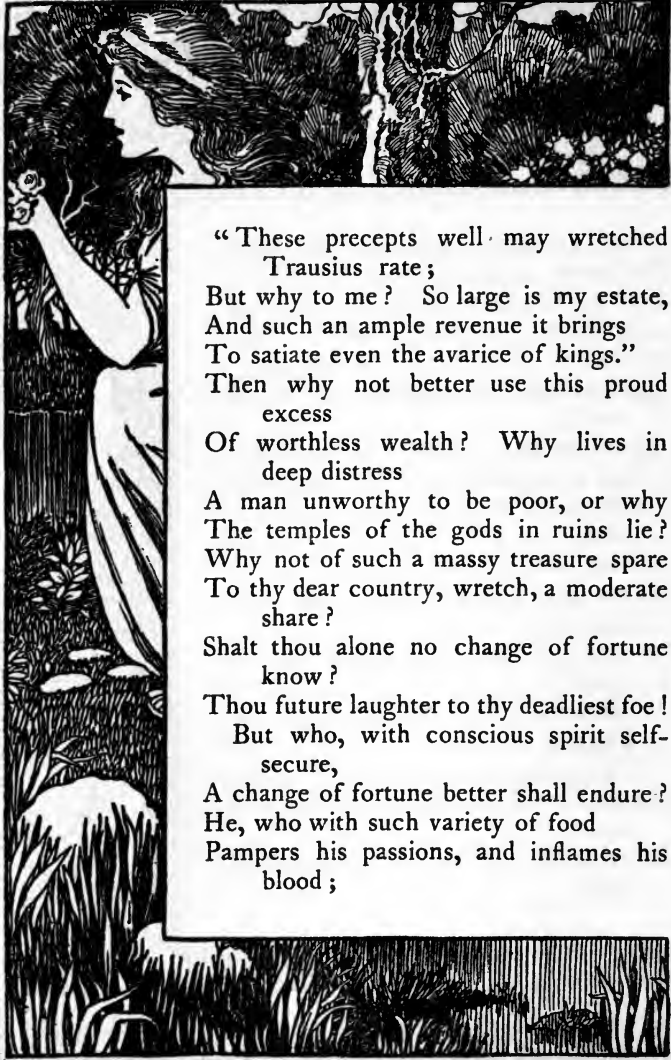 “ These precepts well may wretched
Trausius rate ;
But why to me ? So large is my estate,
And such an ample revenue it brings
To satiate even the avarice of kings.”
Then why not better use this proud
excess
Of worthless wealth ? Why lives in
deep distress
A man unworthy to be poor, or why
The temples of the gods in ruins lie ?
Why not of such a massy treasure spare
To thy dear country, wretch, a moderate
share ?
Shalt thou alone no change of fortune
know ?
Thou future laughter to thy deadliest foe !
But who, with conscious spirit self-
secure,
A change of fortune better shall endure ?
He, who with such variety of food
Pampers his passions, and inflames his
blood ;